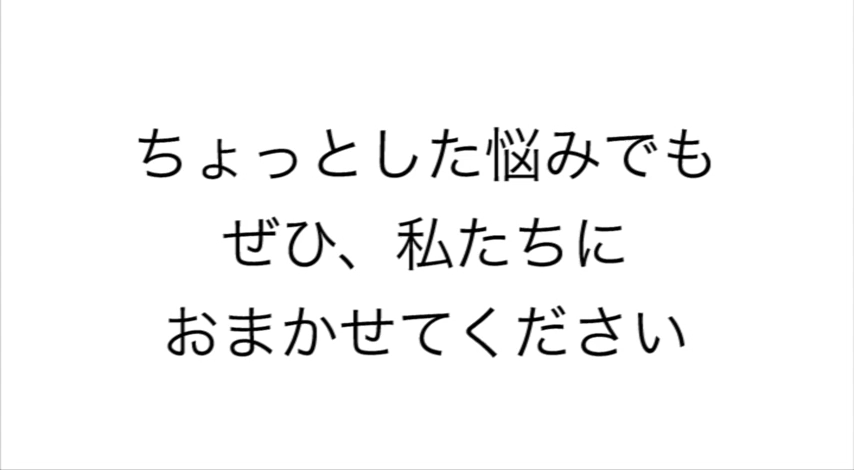 ちょっとした悩みでも
ぜひ、私たちに
おまかせてください